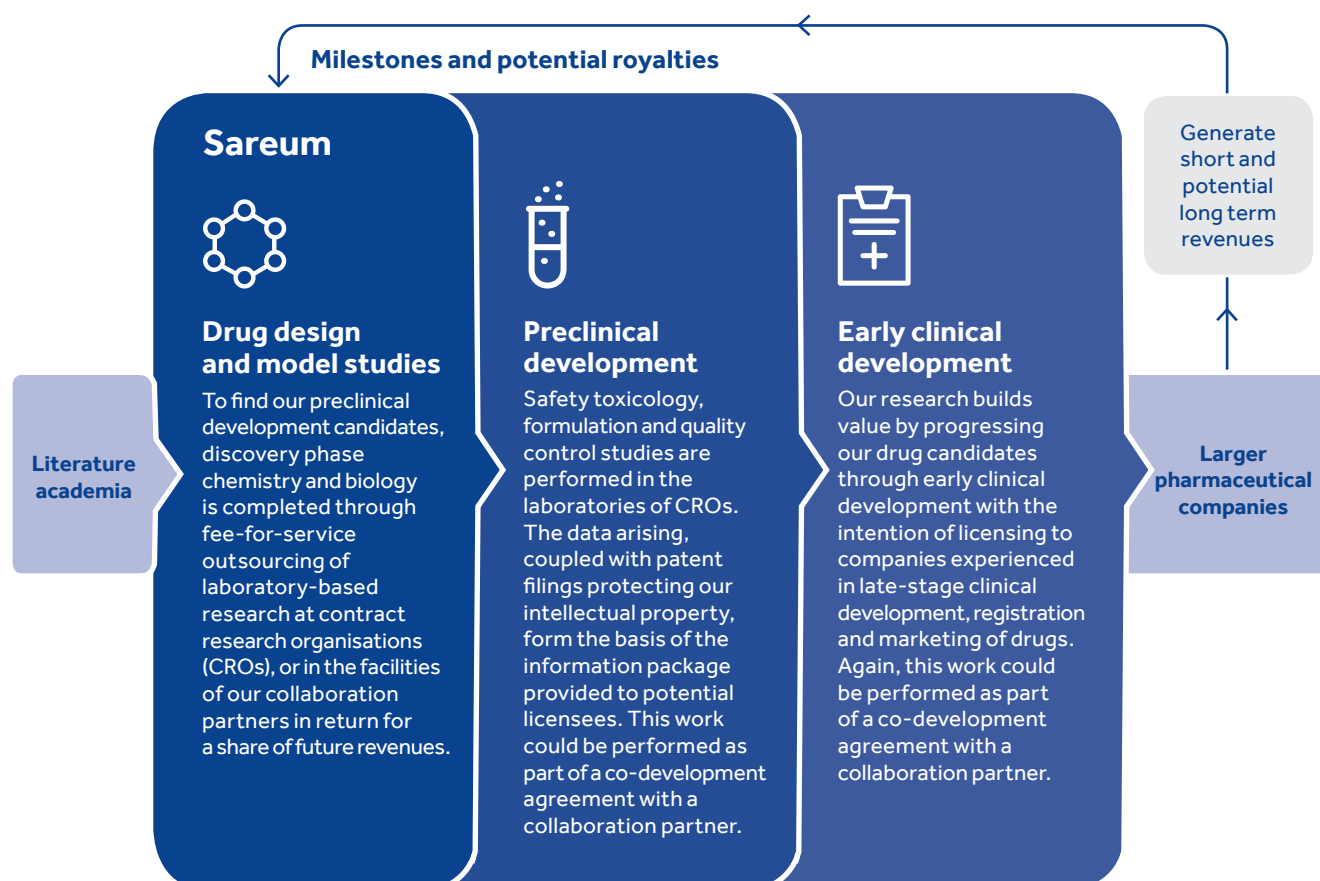 Milestones and potential royalties
Sareum
Literature
academia
Drug design
and model studies
To find our preclinical
development candidates,
discovery phase
chemistry and biology
is completed through
fee-for-service
outsourcing of
laboratory-based
research at contract
research organisations
(CROs), or in the facilities
of our collaboration
partners in return for
a share of future revenues.
Preclinical
development
Safety toxicology,
formulation and quality
control studies are
performed in the
laboratories of CROs.
The data arising,
coupled with patent
filings protecting our
intellectual property,
form the basis of the
information package
provided to potential
licensees. This work
could be performed as
part of a co-development
agreement with a
collaboration partner.
Early clinical
development
Our research builds
value by progressing
our drug candidates
through early clinical
development with the
intention of licensing to
companies experienced
in late-stage clinical
development, registration
and marketing of drugs.
Again, this work could
be performed as part
of a co-development
agreement with a
collaboration partner.
Larger
pharmaceutical
companies
Generate
short and
potential
long term
revenues